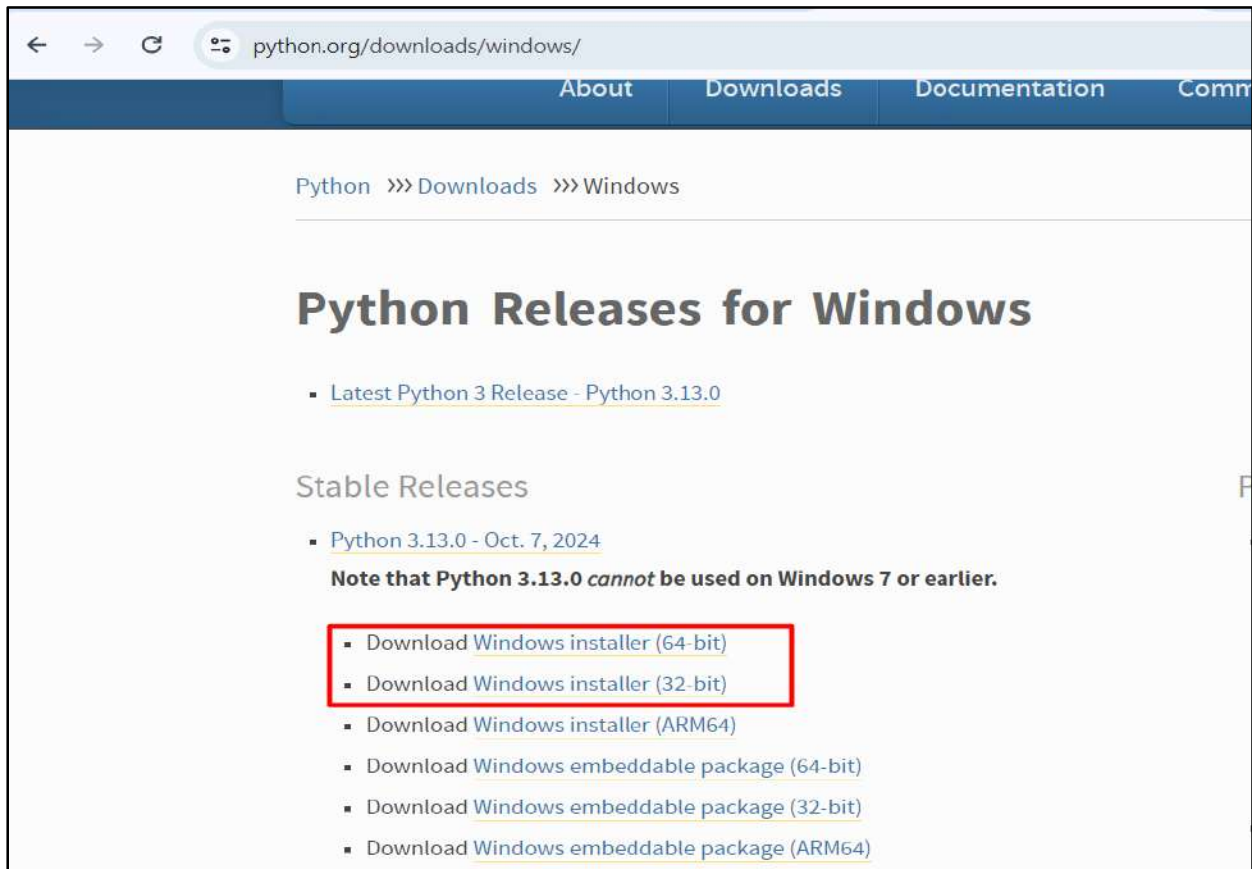 python.org/downloads/windows/
About Downloads Documentation
Python >>> Downloads >>> Windows
Python Releases for Windows
Latest Python 3 Release - Python 3.13.0
Stable Releases
Python 3.13.0 - Oct. 7, 2024
Note that Python 3.13.0 cannot be used on Windows 7 or earlier.
Download Windows installer (64-bit)
Download Windows installer (32-bit)
Download Windows installer (ARM64)
Download Windows embeddable package (64-bit)
Download Windows embeddable package (32-bit)
Download Windows embeddable package (ARM64)